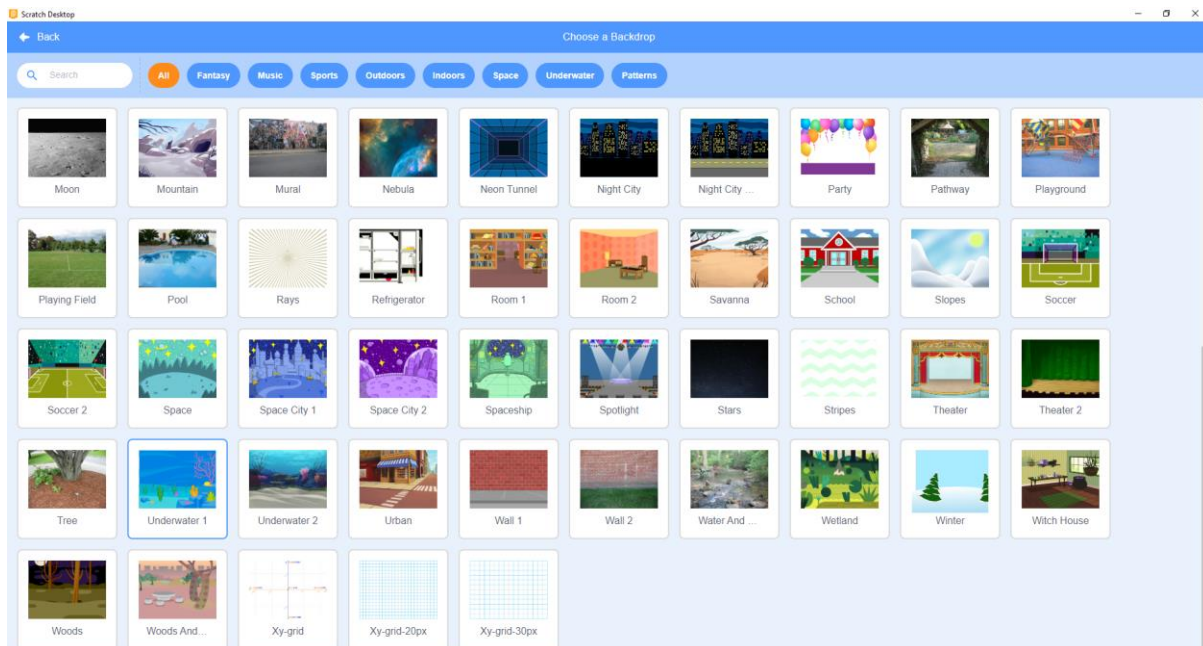 Scratch Desktop
Back
Choose a Backdrop
Search
All
Fantasy
Music
Sports
Outdoors
Indoors
Space
Underwater
Patterns
Moon
Mountain
Mural
Nebula
Neon Tunnel
Night City
Night City ...
Party
Pathway
Playground
Playing Field
Pool
Rays
Refrigerator
Room 1
Room 2
Savanna
School
Slopes
Soccer
Soccer 2
Space
Space City 1
Space City 2
Spaceship
Spotlight
Stars
Stripes
Theater
Theater 2
Tree
Underwater 1
Underwater 2
Urban
Wall 1
Wall 2
Water And ...
Wetland
Winter
Witch House
Woods
Woods And...
Xy-grid
Xy-grid-20px
Xy-grid-30px